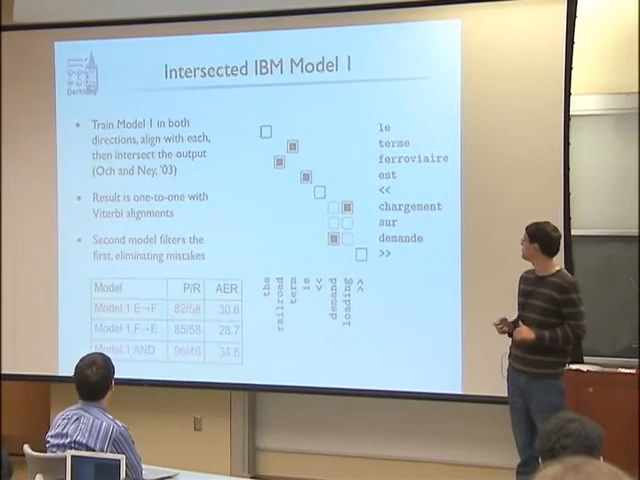 Intersected IBM Model 1
Berkeley
• Train Model 1 in both
directions, align with each,
then intersect the output
(Och and Ney, '03)
• Result is one-to-one with
Viterbi alignments
• Second model filters the
first, eliminating mistakes
Model P/R AER
Model 1 E→F 82/58 30.6
Model 1 F→E 85/58 28.7
Model 1 AND 96/46 34.8
le
terme
ferroviaire
est
<<
chargement
sur
demande
>>
the
railroad
term
is
<<
demand
loading
>>